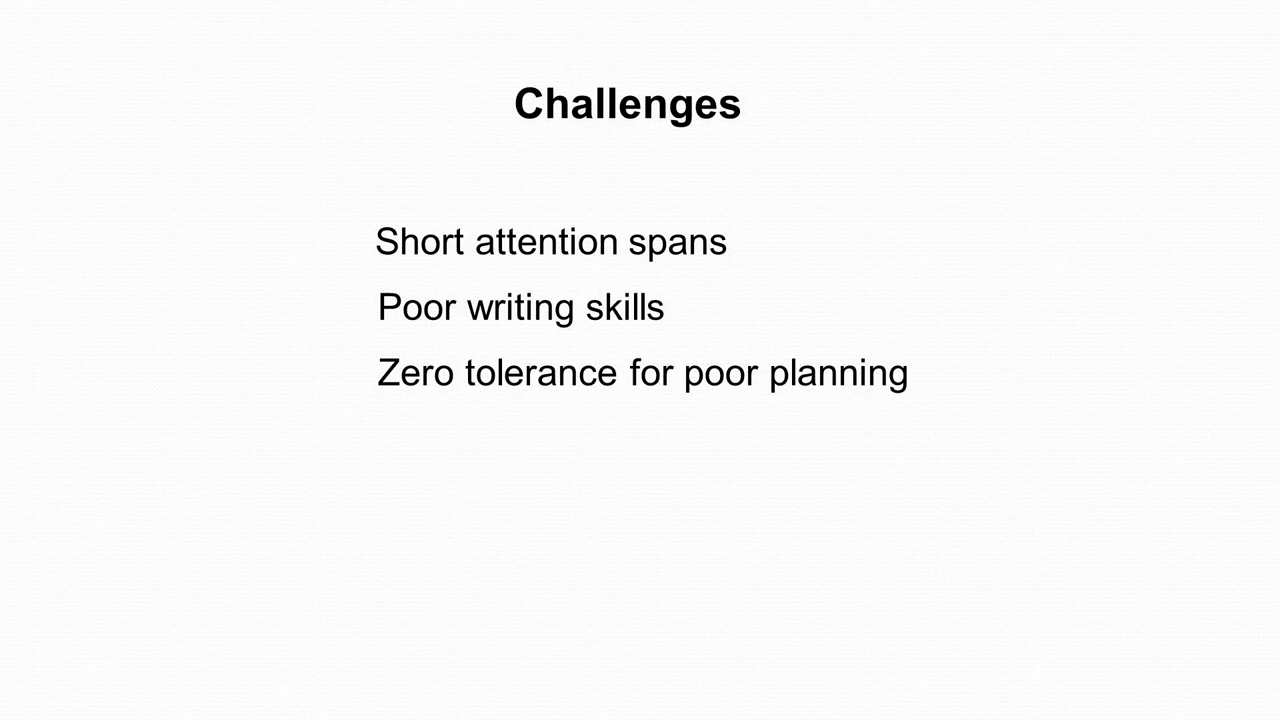 Challenges
Short attention spans
Poor writing skills
Zero tolerance for poor planning